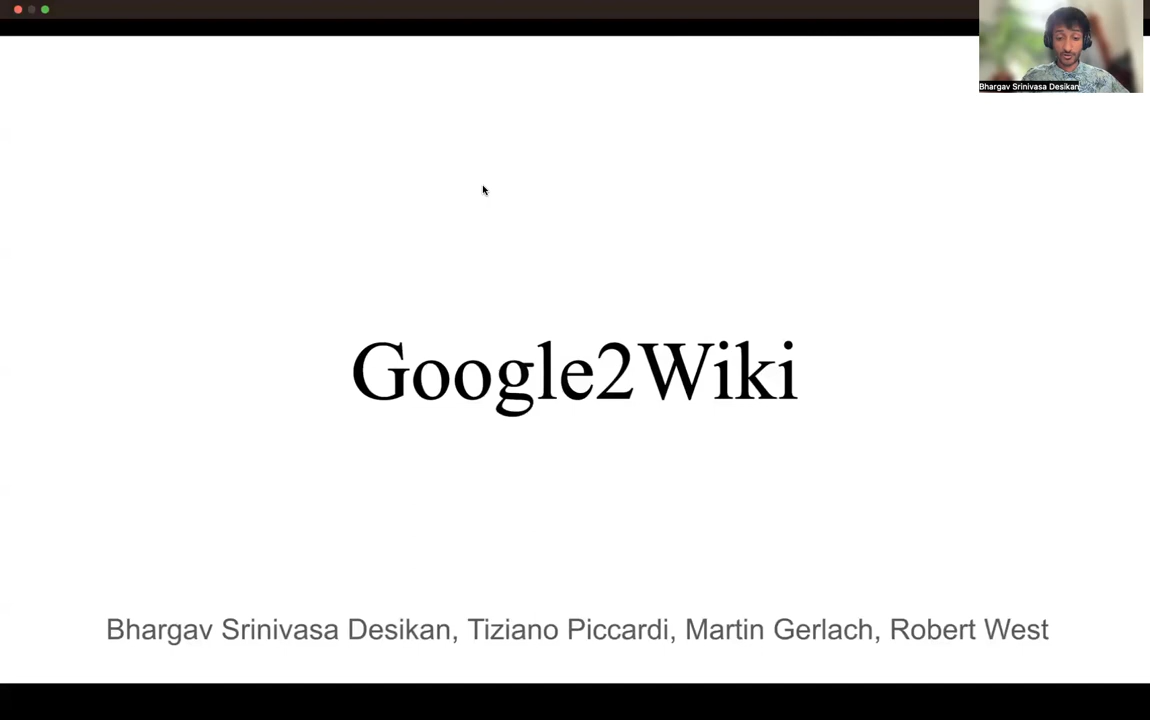 Bhargav Srinivasa Desikan
Google2Wiki
Bhargav Srinivasa Desikan, Tiziano Piccardi, Martin Gerlach, Robert West